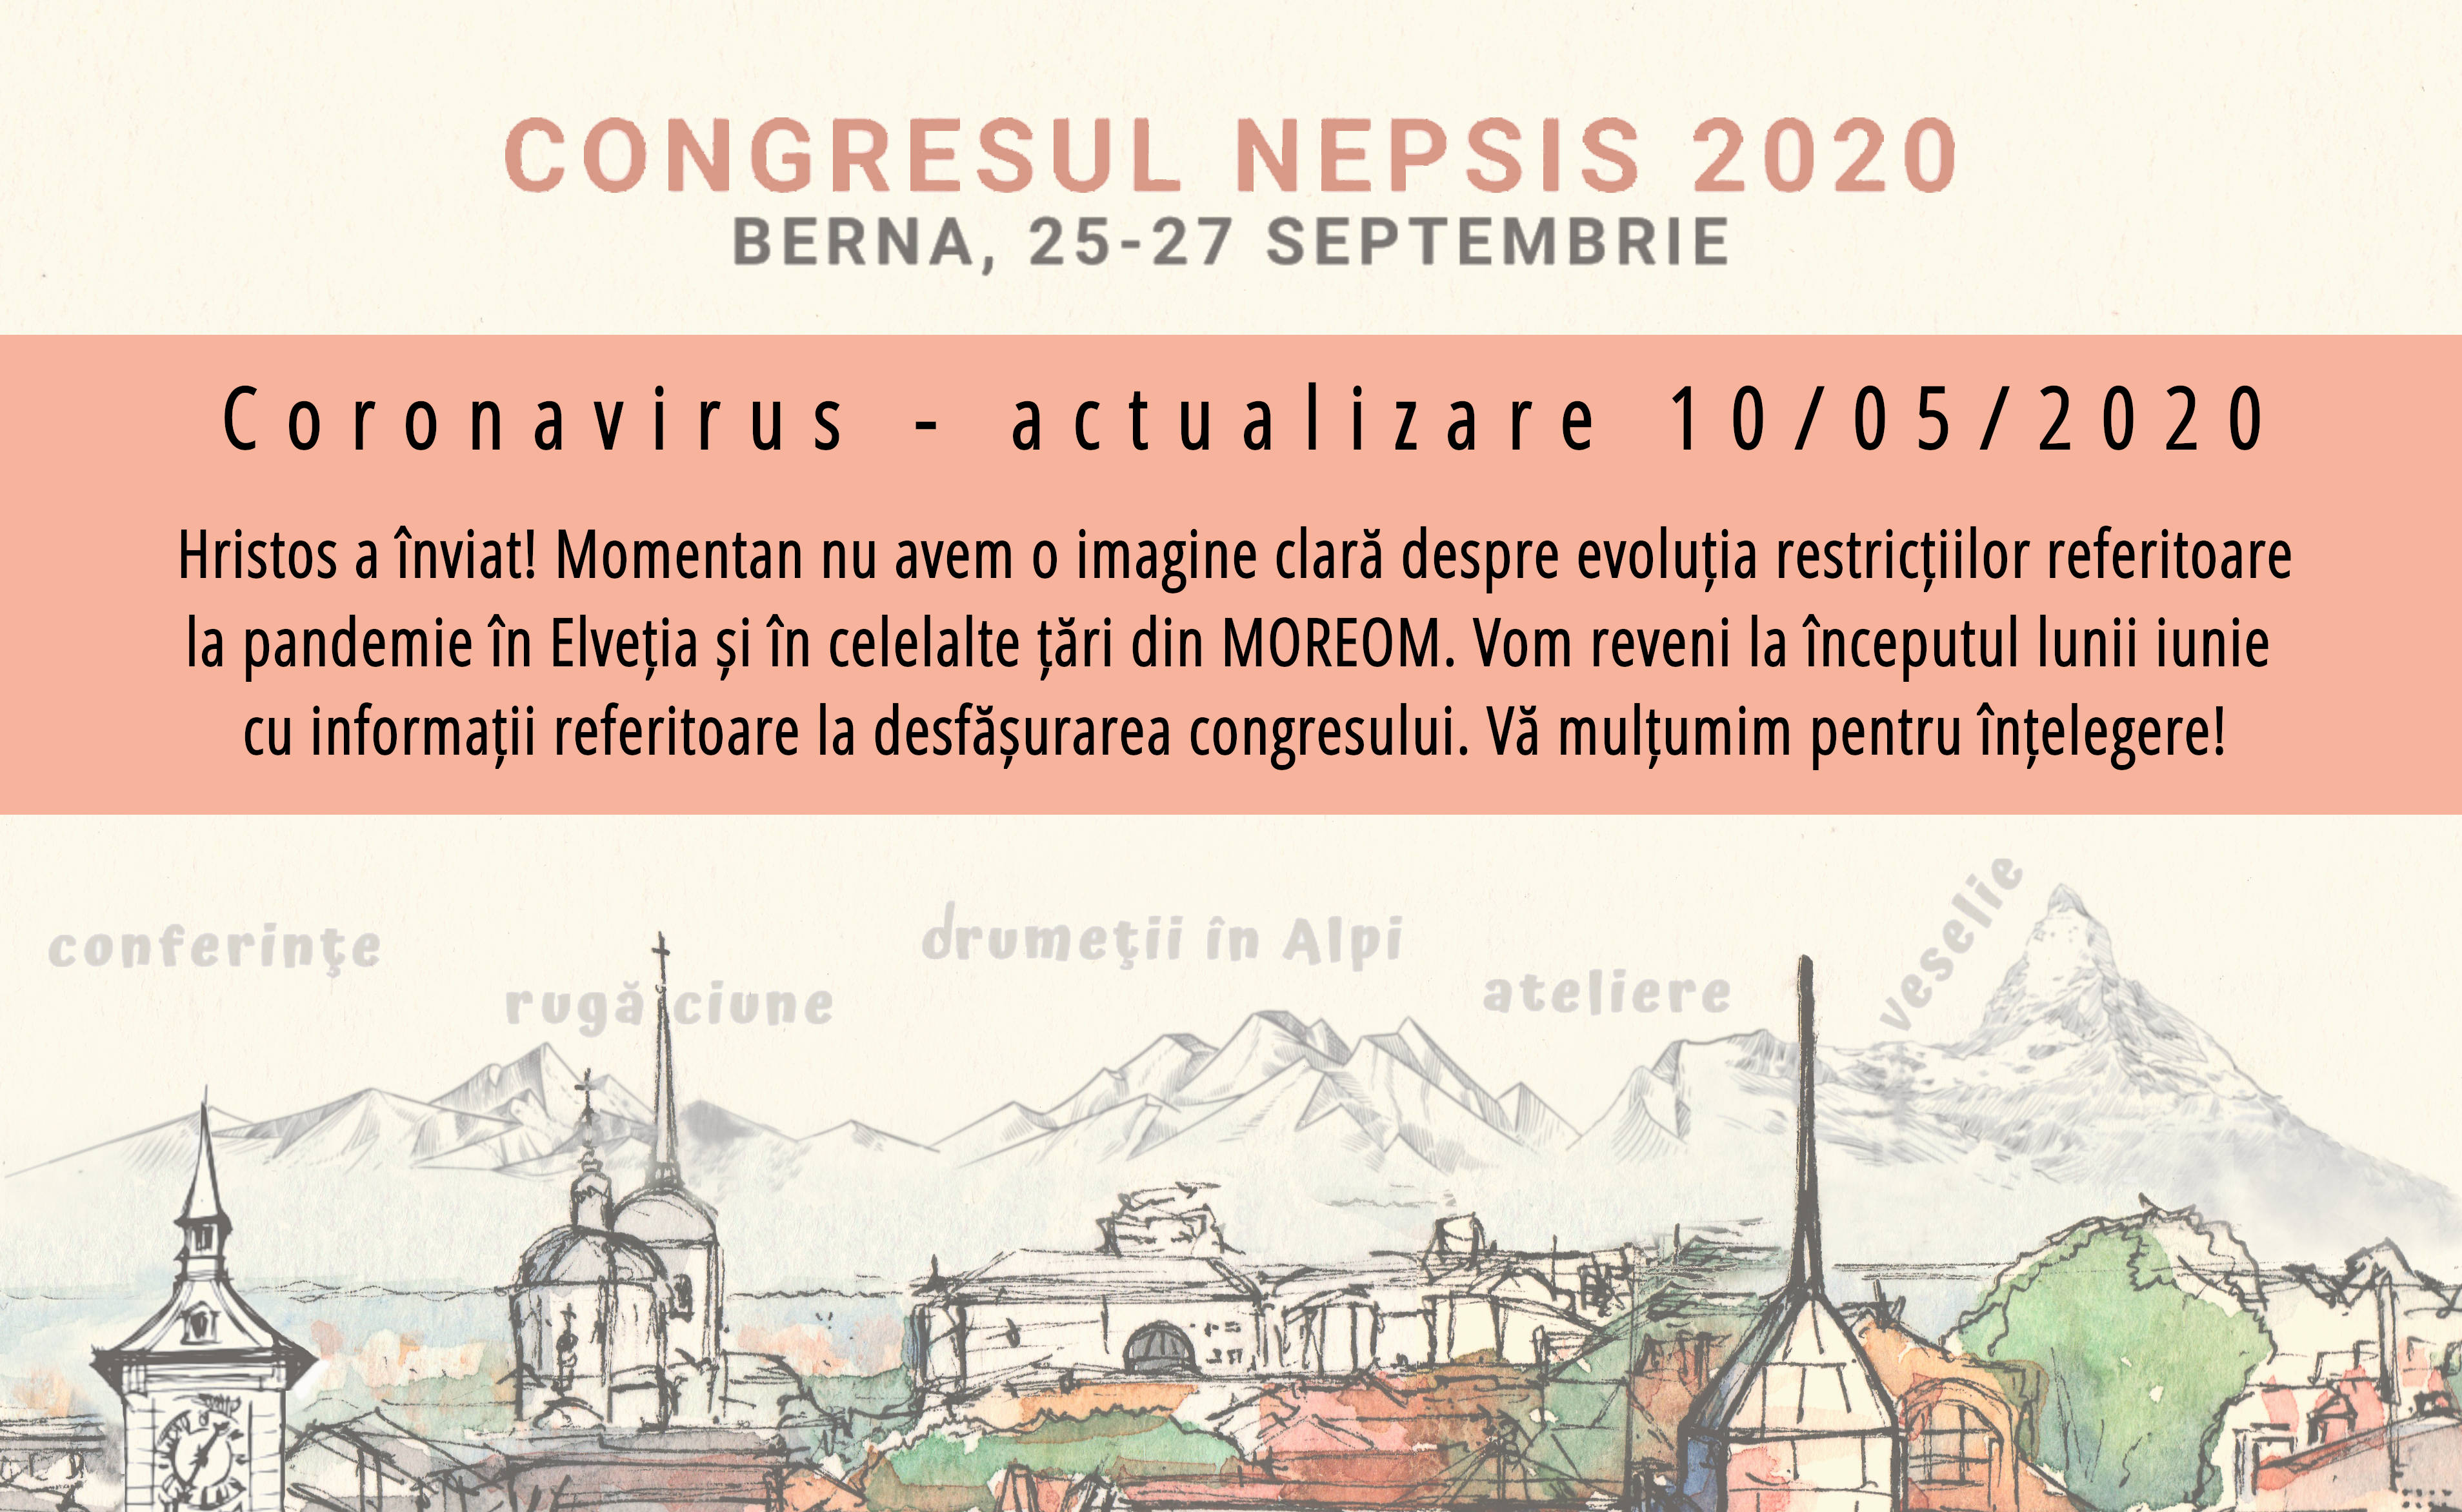 CONGRESUL NEPSIS 2020
BERNA, 25-27 SEPTEMBRIE
Coronavirus - actualizare 10/05/2020
Hristos a înviat! Momentan nu avem o imagine clară despre evoluția restricțiilor referitoare
la pandemie în Elveția și în celelalte țări din MOREOM. Vom reveni la începutul lunii iunie
cu informații referitoare la desfășurarea congresului. Vă mulțumim pentru înțelegere!
conferinţe
rugăciune
drumeţii în Alpi
ateliere
veselie